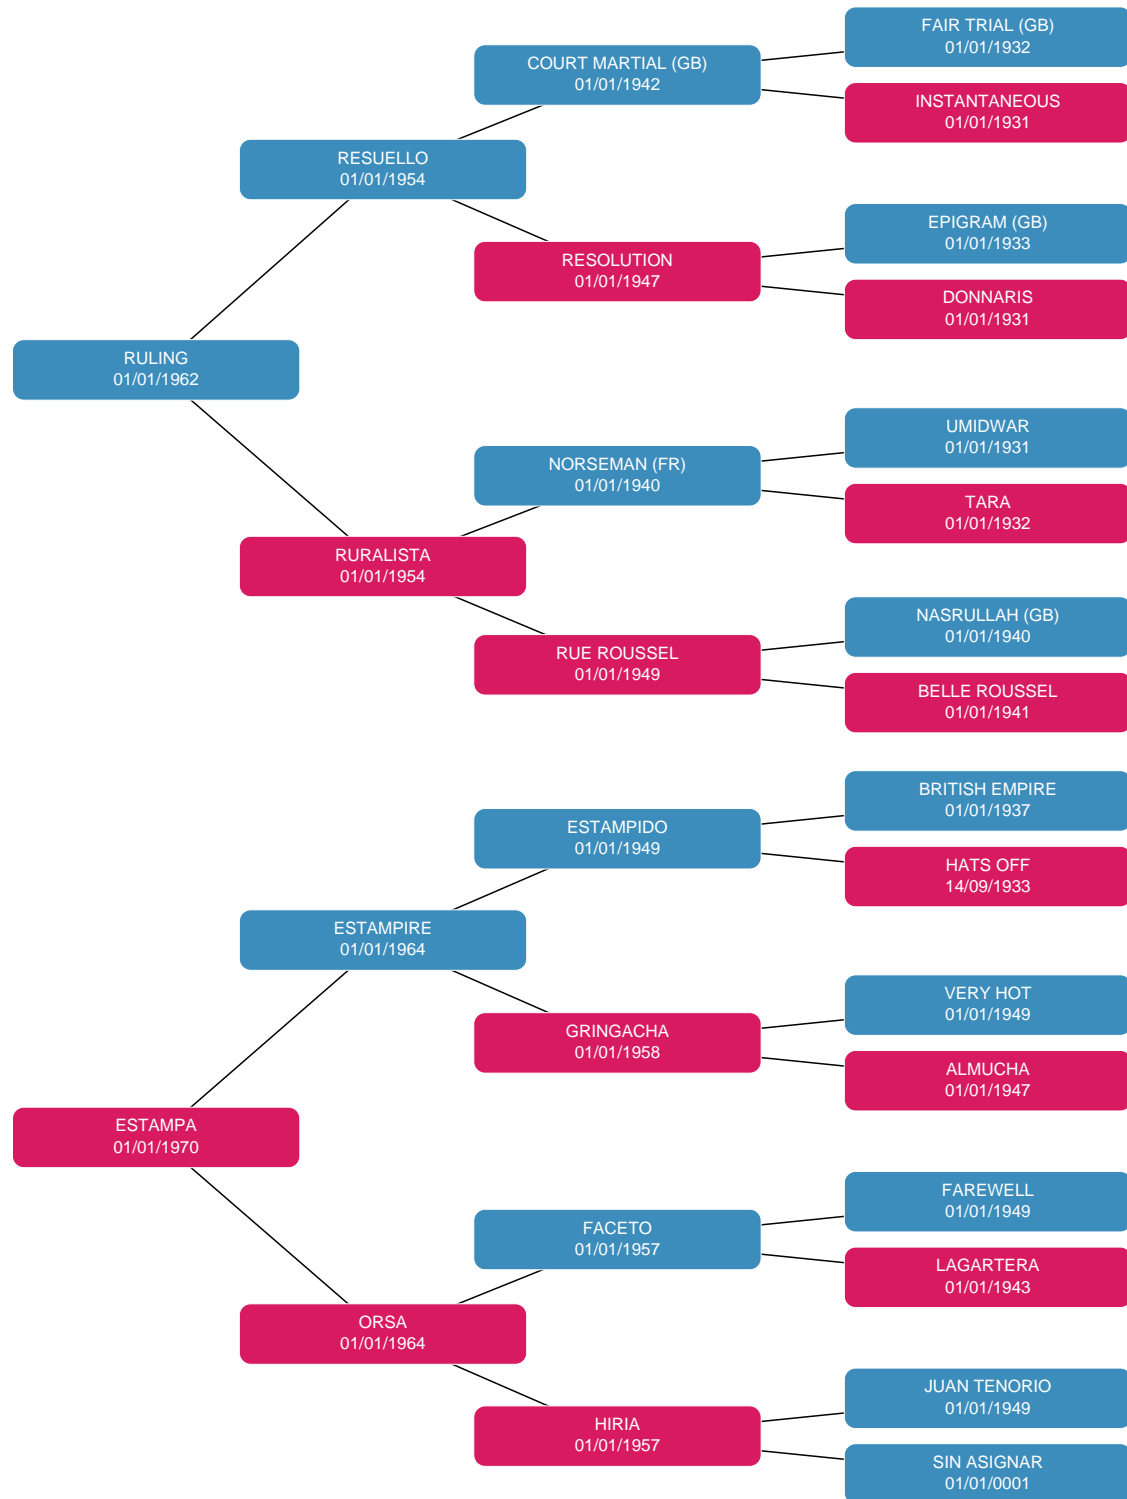 FAIR TRIAL (GB)
01/01/1932
COURT MARTIAL (GB)
01/01/1942
INSTANTANEOUS
01/01/1931
RESUELLO
01/01/1954
EPIGRAM (GB)
01/01/1933
RESOLUTION
01/01/1947
DONNARIS
01/01/1931
RULING
01/01/1962
UMIDWAR
01/01/1931
NORSEMAN (FR)
01/01/1940
TARA
01/01/1932
RURALISTA
01/01/1954
NASRULLAH (GB)
01/01/1940
RUE ROUSSEL
01/01/1949
BELLE ROUSSEL
01/01/1941
BRITISH EMPIRE
01/01/1937
ESTAMPIDO
01/01/1949
HATS OFF
14/09/1933
ESTAMPIRE
01/01/1964
VERY HOT
01/01/1949
GRINGACHA
01/01/1958
ALMUCHA
01/01/1947
ESTAMPA
01/01/1970
FAREWELL
01/01/1949
FACETO
01/01/1957
LAGARTERA
01/01/1943
ORSA
01/01/1964
JUAN TENORIO
01/01/1949
HIRIA
01/01/1957
SIN ASIGNAR
01/01/0001